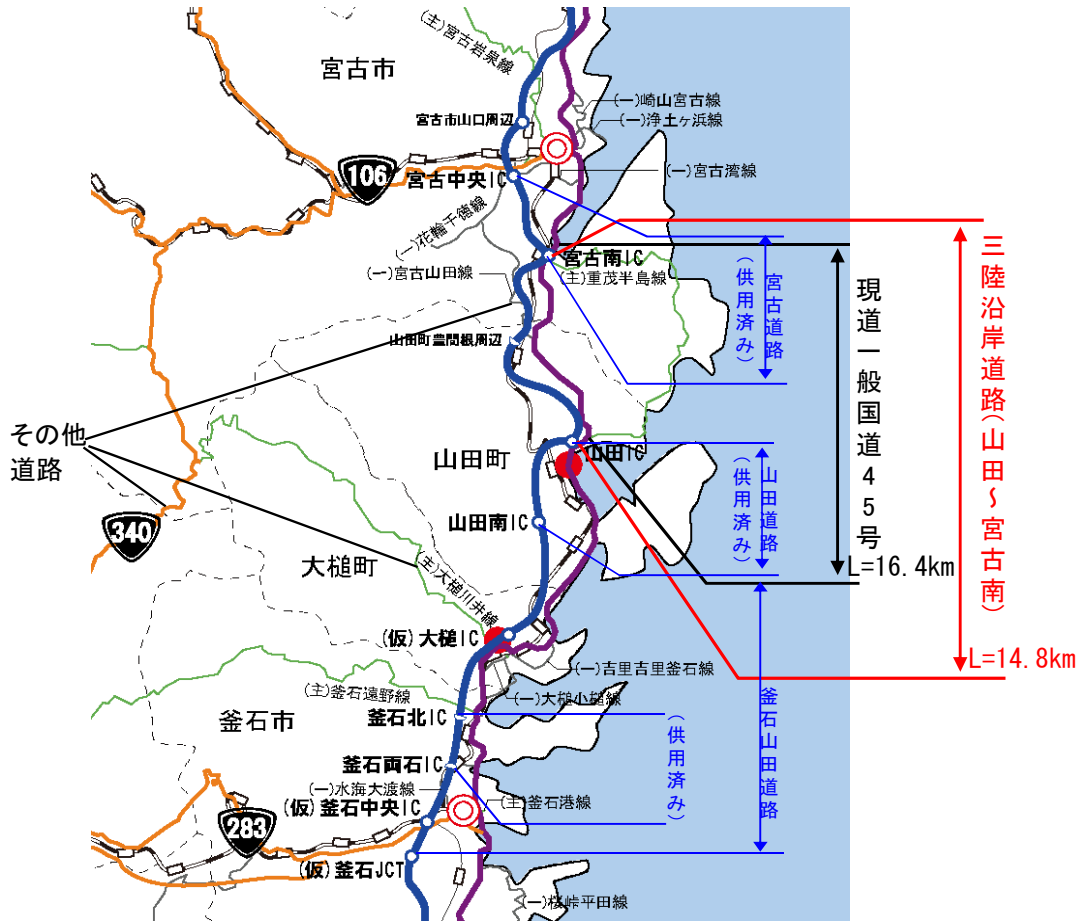 (主)宮古岩泉線
宮古市
(一)崎山宮古線
宮古市山口周辺
(一)浄土ヶ浜線
106
宮古中央IC
(一)宮古湾線
(一)花輪千徳線
宮古南IC
(一)宮古山田線
(主)重茂半島線
宮古道路
(供用済み)
現道一般国道45号
L=16.4km
三陸沿岸道路(山田~宮古南)
L=14.8km
山田町豊間根周辺
その他
道路
山田町
山田IC
山田道路
(供用済み)
山田南IC
340
大槌町
(主)大槌川井線
(仮)大槌IC
(一)吉里吉里釜石線
(主)釜石遠野線
(一)大槌小槌線
釜石市
釜石北IC
(供用済み)
釜石山田道路
釜石両石IC
(一)水海大渡線
(仮)釜石中央IC
(主)釜石港線
283
(仮)釜石JCT
(一)桜峠平田線